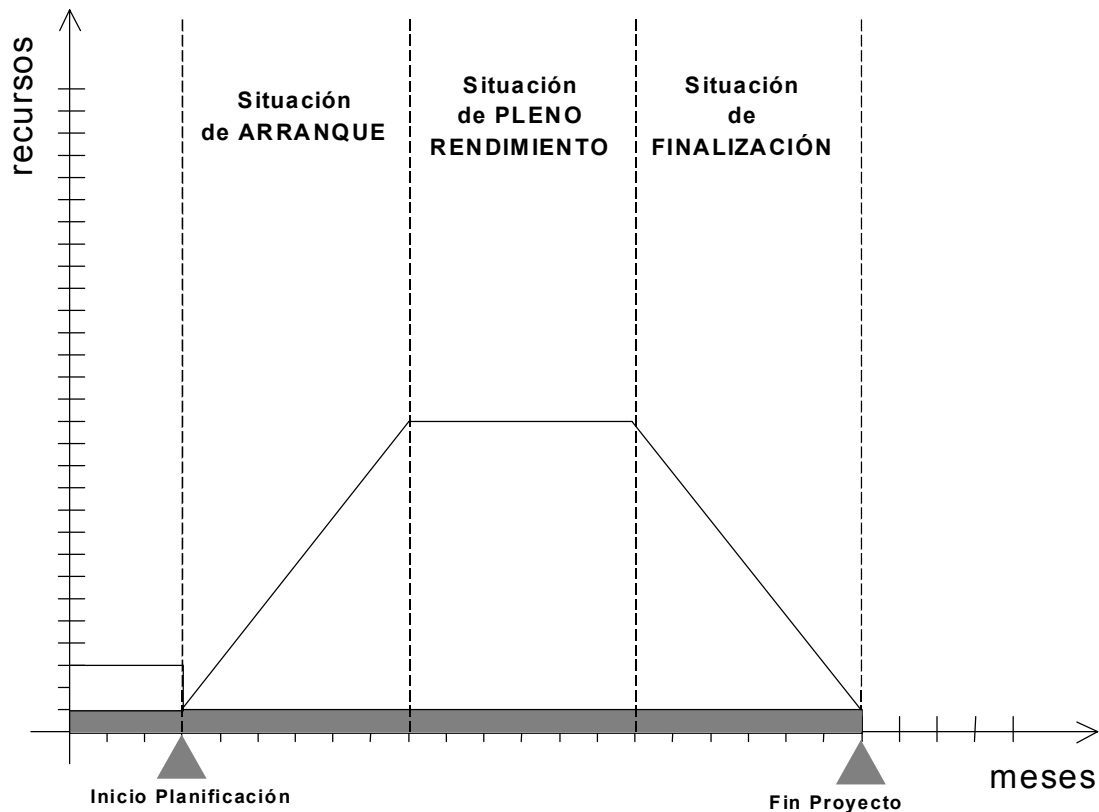 recursos
Situación
de ARRANQUE
Situación
de PLENO
RENDIMIENTO
Situación
de
FINALIZACIÓN
Inicio Planificación
Fin Proyecto
meses